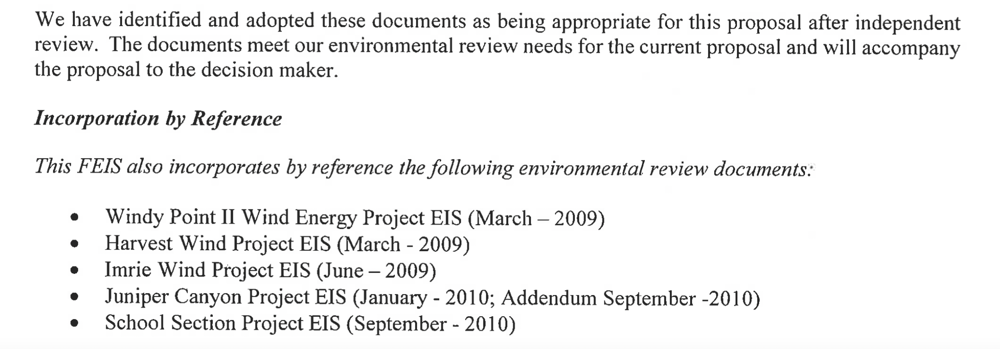 We have identified and adopted these documents as being appropriate for this proposal after independent
review.  The documents meet our environmental review needs for the current proposal and will accompany
the proposal to the decision maker.
Incorporation by Reference
This FEIS also incorporates by reference the following environmental review documents:
• Windy Point II Wind Energy Project EIS (March – 2009)
• Harvest Wind Project EIS (March - 2009)
• Imrie Wind Project EIS (June – 2009)
• Juniper Canyon Project EIS (January - 2010; Addendum September -2010)
• School Section Project EIS (September - 2010)